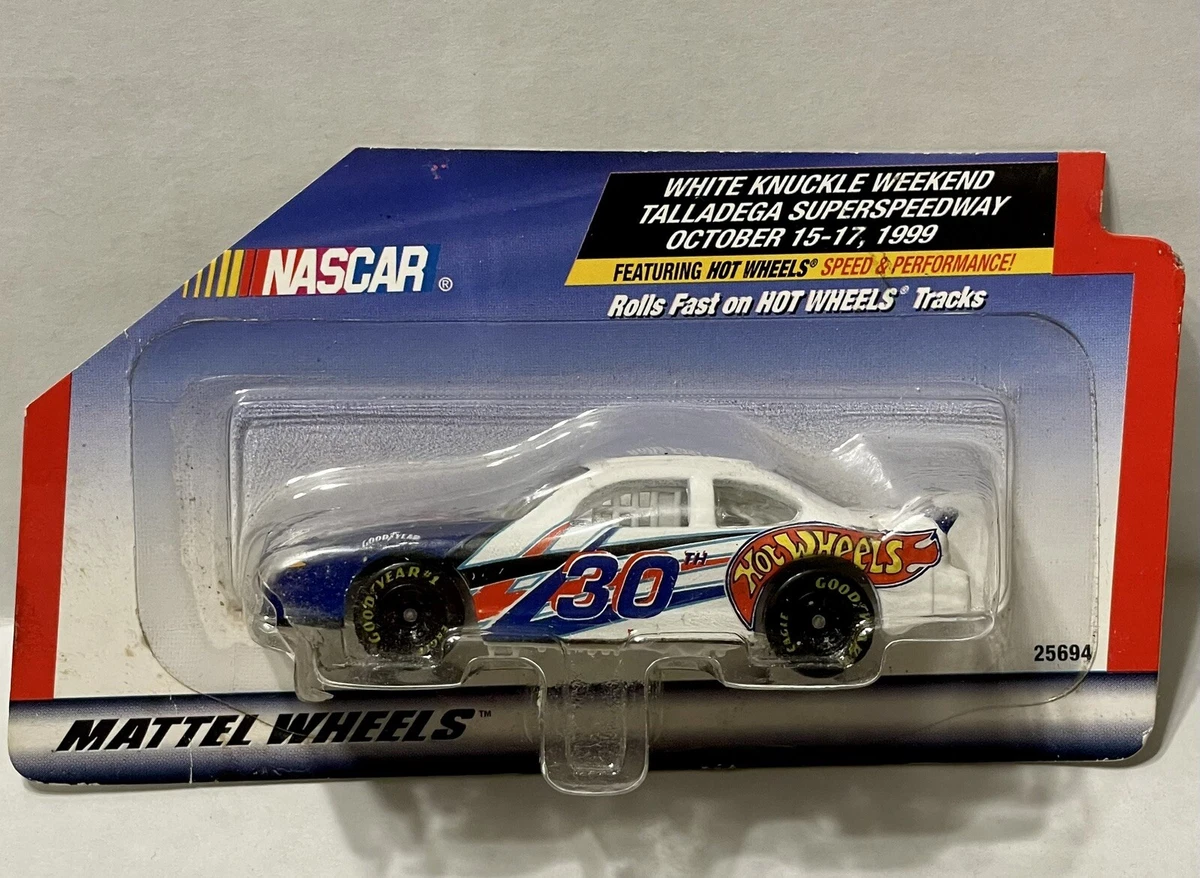 WHITE KNUCKLE WEEKEND
TALLADEGA SUPERSPEEDWAY
OCTOBER 15-17, 1999
NASCAR®
FEATURING HOT WHEELS® SPEED & PERFORMANCE!
Rolls Fast on HOT WHEELS® Tracks
GOODYEAR
GOODYEAR #1
30TH
HOT WHEELS
GOODYEAR
EAGLE
25694
MATTEL WHEELS™